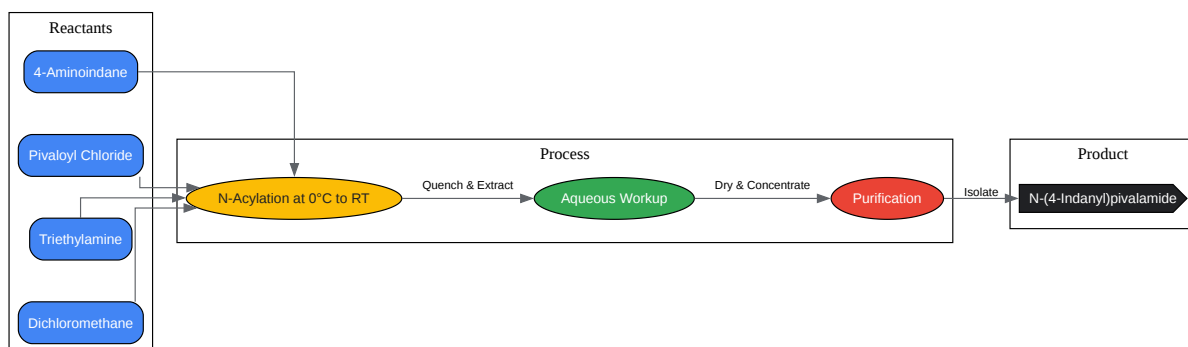 Reactants
4-Aminoindane
Pivaloyl Chloride
Triethylamine
Dichloromethane
Process
N-Acylation at 0°C to RT
Quench & Extract
Aqueous Workup
Dry & Concentrate
Purification
Isolate
Product
N-(4-Indanyl)pivalamide